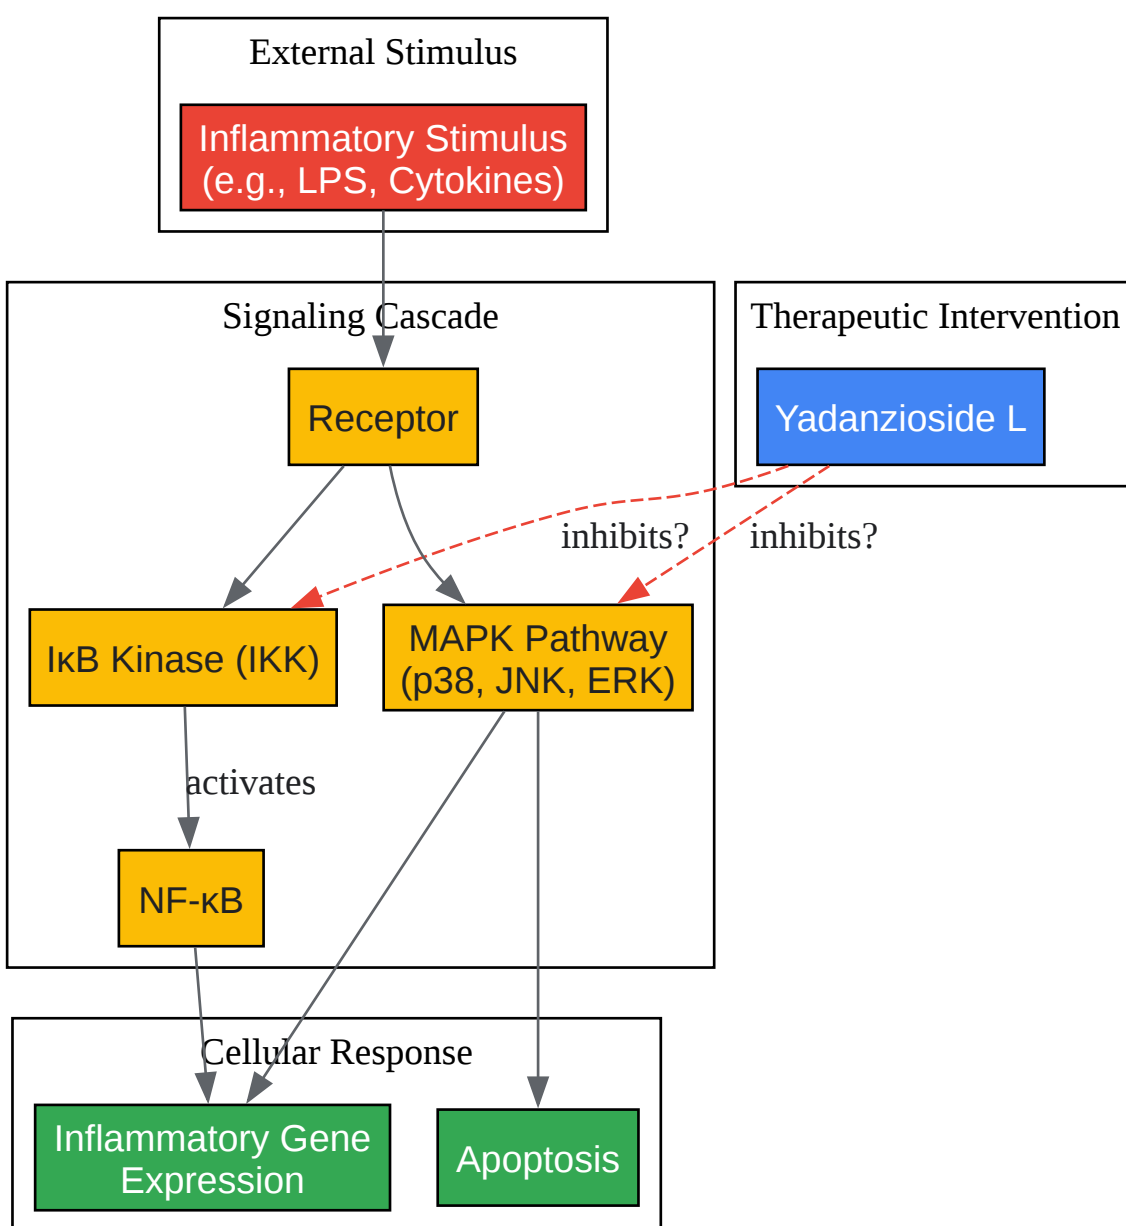 External Stimulus
Inflammatory Stimulus
(e.g., LPS, Cytokines)
Signaling Cascade
Therapeutic Intervention
Receptor
Yadanzioside L
inhibits?
inhibits?
IκB Kinase (IKK)
MAPK Pathway
(p38, JNK, ERK)
activates
NF-κB
Cellular Response
Inflammatory Gene
Expression
Apoptosis